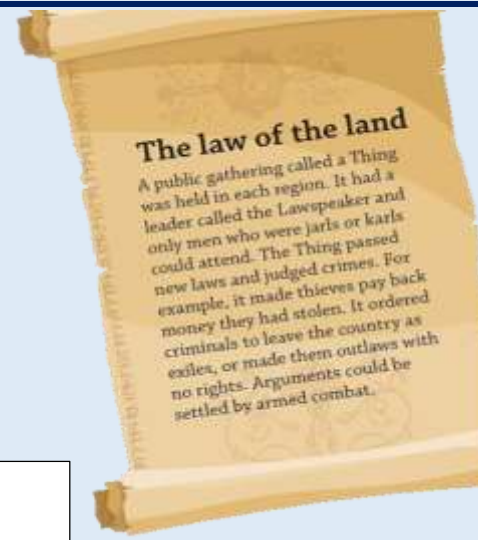 The law of the land
A public gathering called a Thing
was held in each region. It had a
leader called the Lawspeaker and
only men who were jarls or karls
could attend. The Thing passed
new laws and judged crimes. For
example, it made thieves pay back
money they had stolen. It ordered
criminals to leave the country as
exiles, or made them outlaws with
no rights. Arguments could be
settled by armed combat.